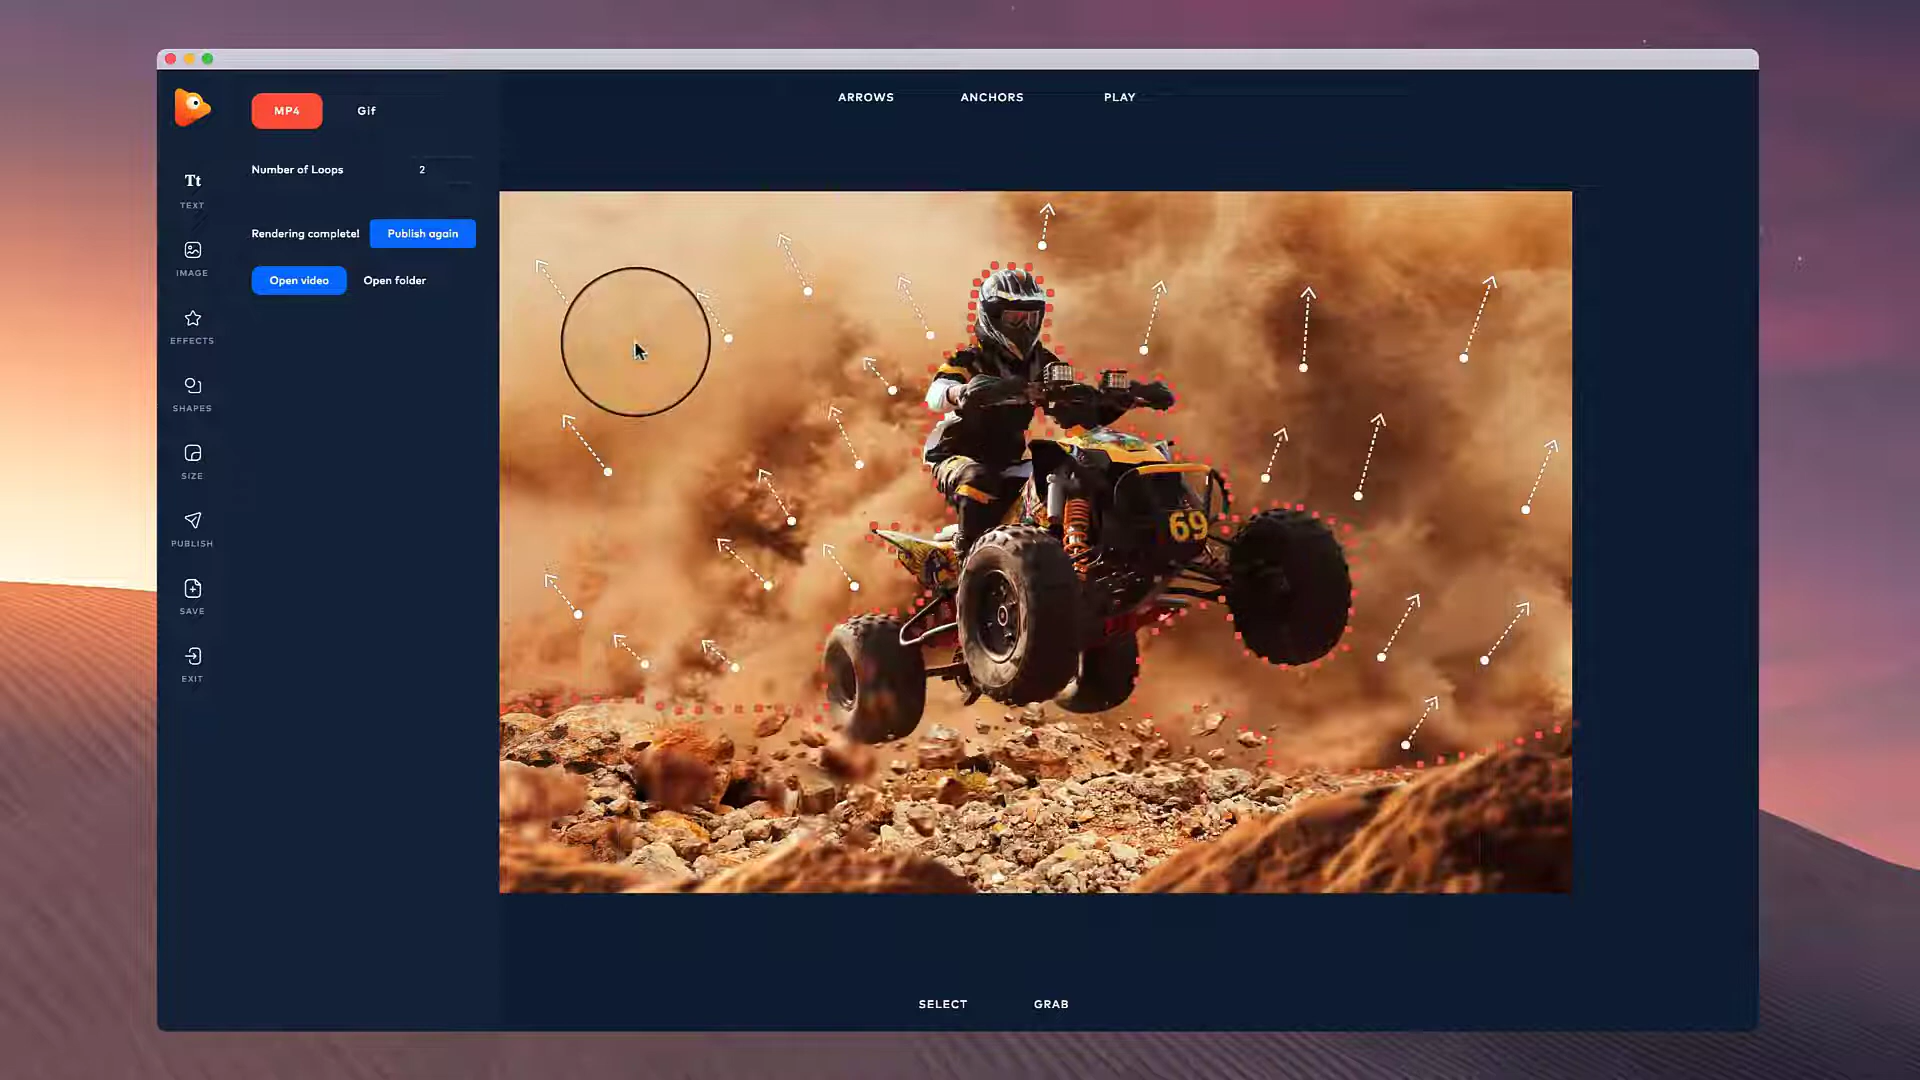 MP4 Gif
ARROWS ANCHORS PLAY
Number of Loops 2
Tt
TEXT
Rendering complete! Publish again
IMAGE
Open video Open folder
EFFECTS
SHAPES
SIZE
69
PUBLISH
SAVE
EXIT
SELECT GRAB